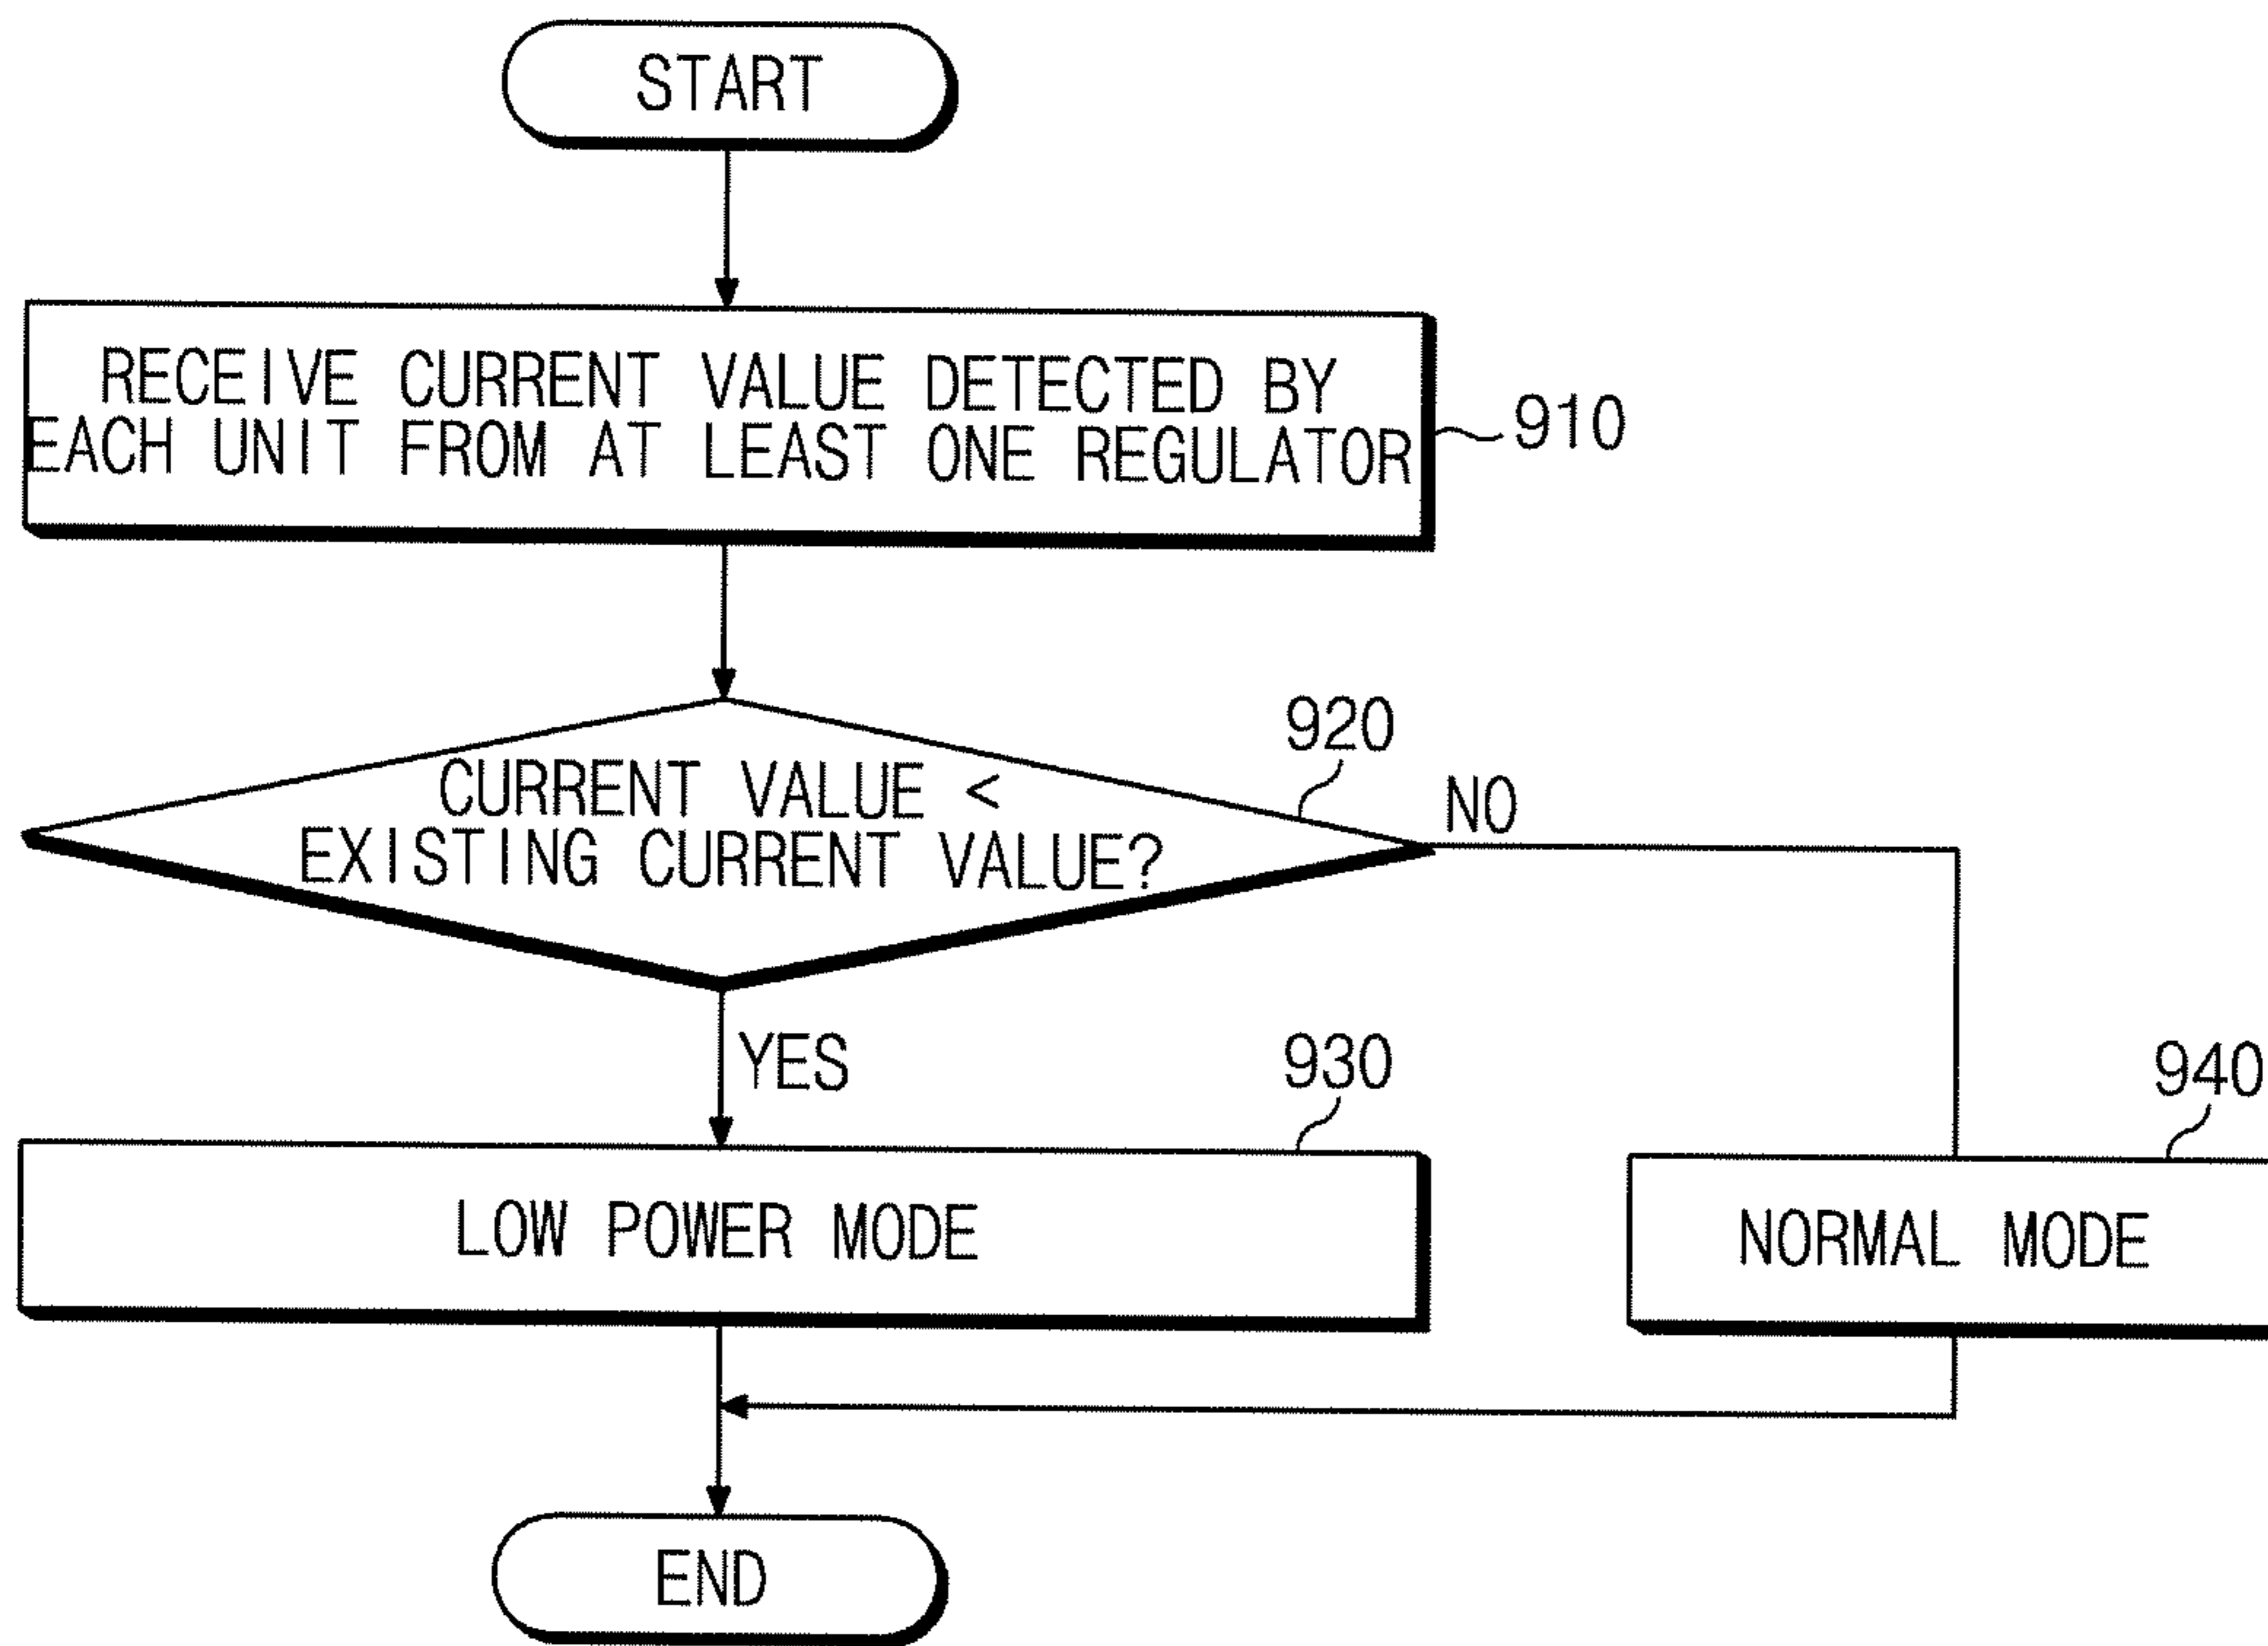 START
RECEIVE CURRENT VALUE DETECTED BY
EACH UNIT FROM AT LEAST ONE REGULATOR
910
920
CURRENT VALUE <
EXISTING CURRENT VALUE?
NO
YES
930
940
LOW POWER MODE
NORMAL MODE
END